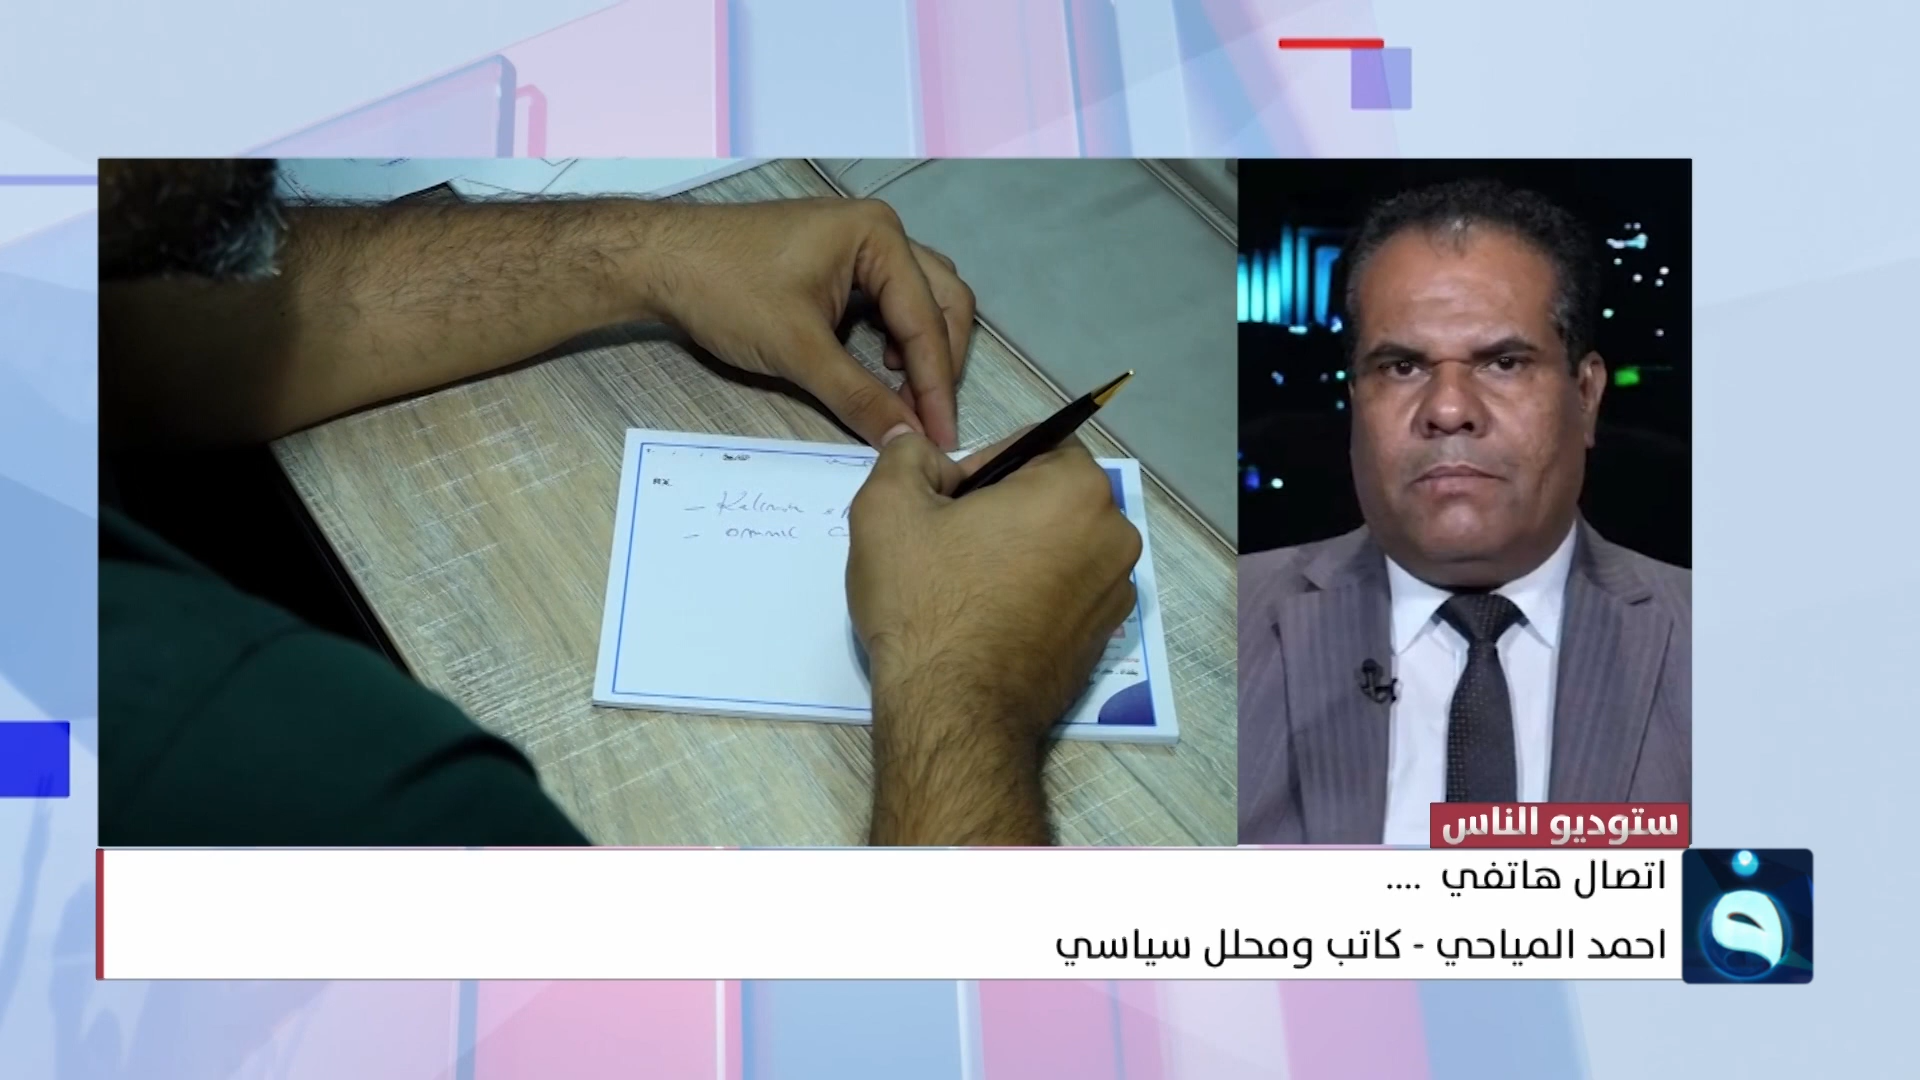 RX
ستوديو الناس
اتصال هاتفي ....
احمد المياحي - كاتب ومحلل سياسي